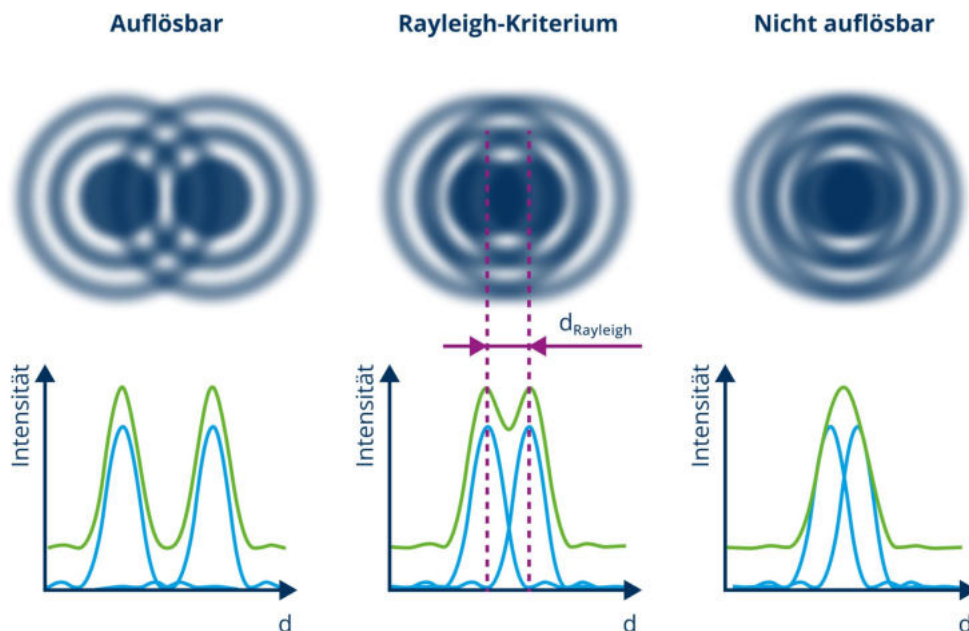 Auflösbar
Rayleigh-Kriterium
Nicht auflösbar
dRayleigh
Intensität
Intensität
Intensität
d
d
d